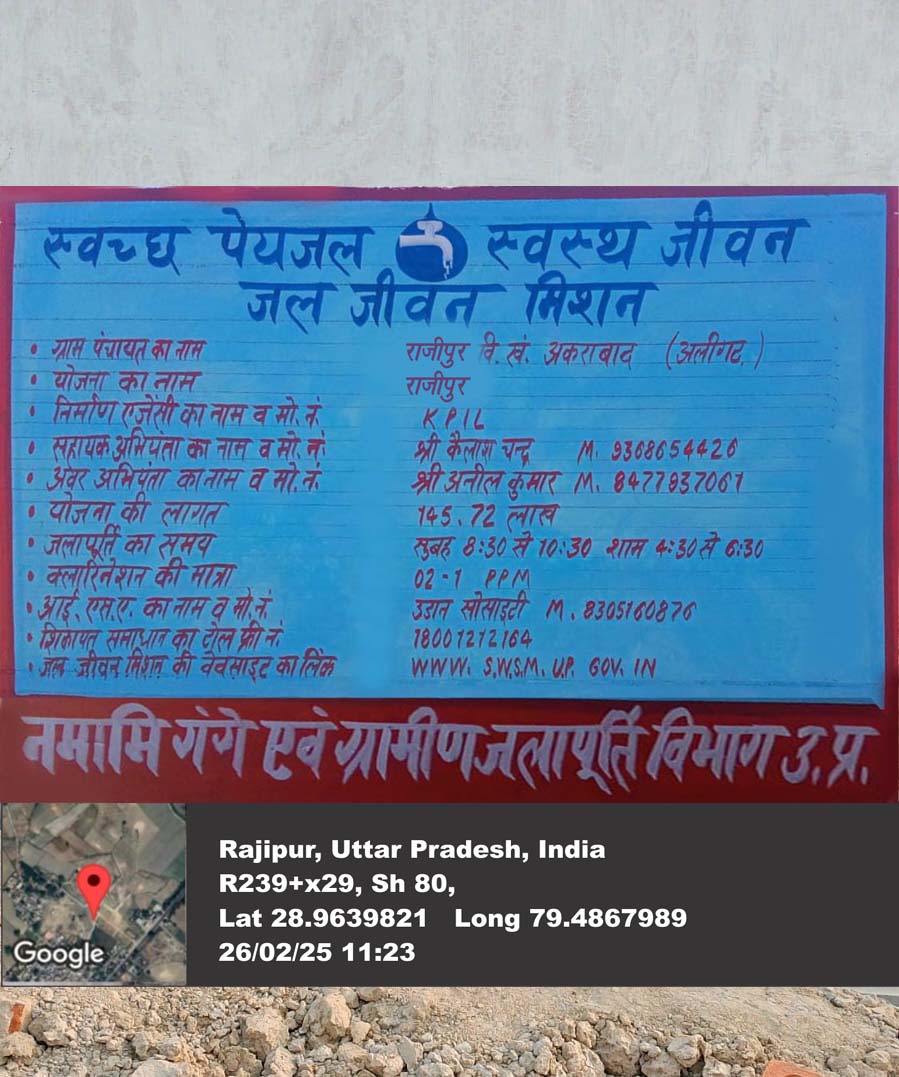 स्वच्छ पेयजल स्वस्थ जीवन
जल जीवन मिशन
• ग्राम पंचायत का नाम राजीपुर वि. खं. अकराबाद (अलीगढ़)
• योजना का नाम राजीपुर
• निर्माण एजेंसी का नाम व मो. नं. KPIL
• सहायक अभियंता का नाम व मो. नं. श्री कैलाश चन्द्र M. 9368654426
• अवर अभियंता का नाम व मो. नं. श्री अनील कुमार M. 8477937061
• योजना की लागत 145.72 लाख
• जलापूर्ति का समय सुबह 8:30 से 10:30 शाम 4:30 से 6:30
• क्लारिनेशन की मात्रा 02-1 PPM
• आई. एस.ए. का नाम व मो. नं. उडान सोसाइटी M. 8305160876
• शिकायत समाधान का टोल फ्री नं. 18001212164
• जल जीवन मिशन की वेबसाइट का लिंक WWW. S.W.S.M. U.P. GOV. IN
नमामि गंगे एवं ग्रामीण जलापूर्ति विभाग उ. प्र.
Rajipur, Uttar Pradesh, India
R239+x29, Sh 80,
Lat 28.9639821 Long 79.4867989
26/02/25 11:23
Google